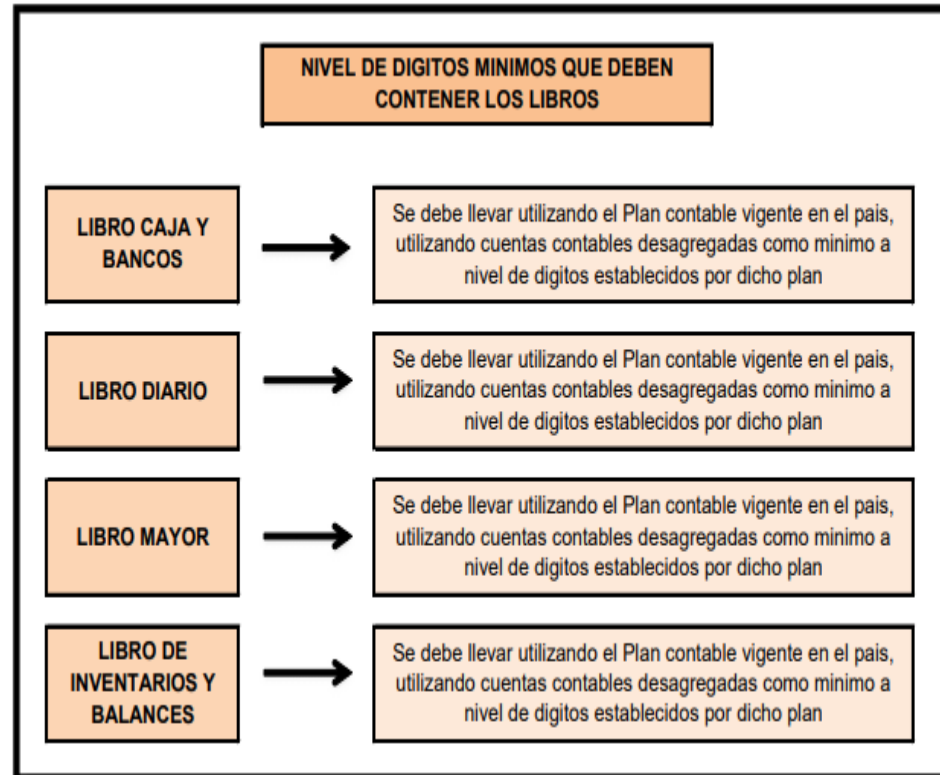 NIVEL DE DIGITOS MINIMOS QUE DEBEN
CONTENER LOS LIBROS
LIBRO CAJA Y
BANCOS
Se debe llevar utilizando el Plan contable vigente en el pais,
utilizando cuentas contables desagregadas como minimo a
nivel de digitos establecidos por dicho plan
LIBRO DIARIO
Se debe llevar utilizando el Plan contable vigente en el pais,
utilizando cuentas contables desagregadas como minimo a
nivel de digitos establecidos por dicho plan
LIBRO MAYOR
Se debe llevar utilizando el Plan contable vigente en el pais,
utilizando cuentas contables desagregadas como minimo a
nivel de digitos establecidos por dicho plan
LIBRO DE
INVENTARIOS Y
BALANCES
Se debe llevar utilizando el Plan contable vigente en el pais,
utilizando cuentas contables desagregadas como minimo a
nivel de digitos establecidos por dicho plan